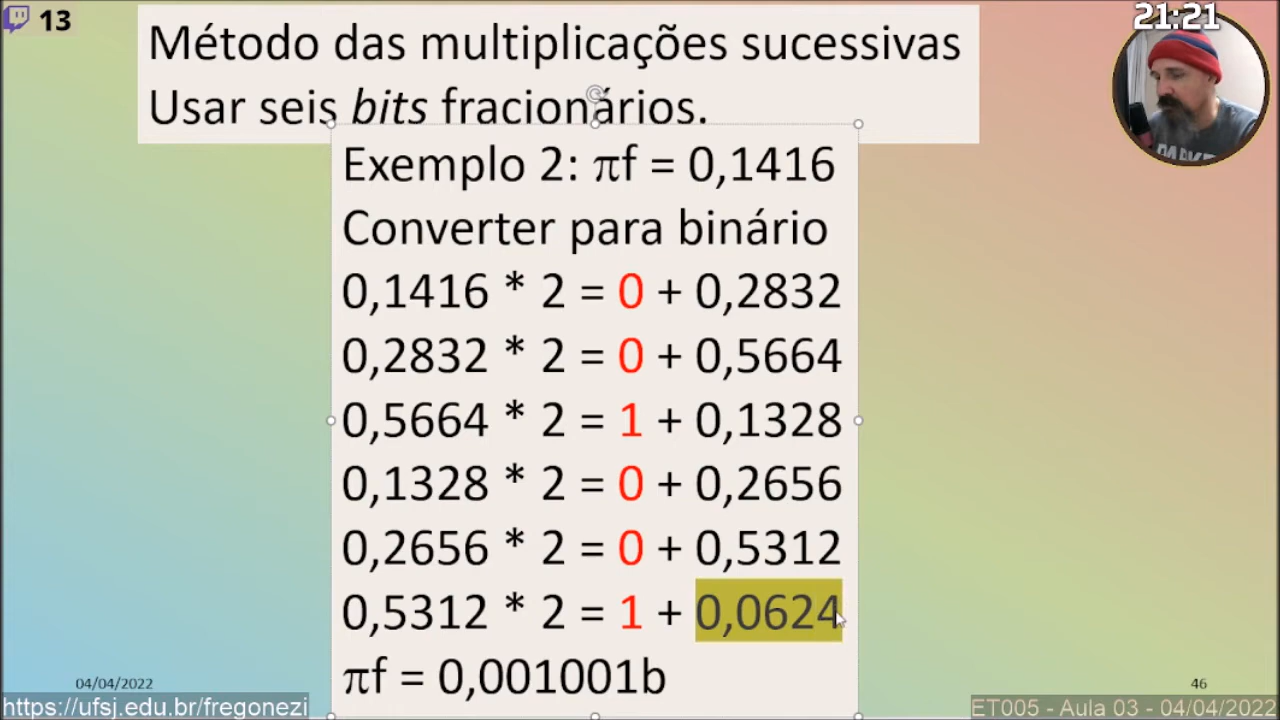 13
21:21
Método das multiplicações sucessivas
Usar seis bits fracionários.
Exemplo 2: πf = 0,1416
Converter para binário
0,1416 * 2 = 0 + 0,2832
0,2832 * 2 = 0 + 0,5664
0,5664 * 2 = 1 + 0,1328
0,1328 * 2 = 0 + 0,2656
0,2656 * 2 = 0 + 0,5312
0,5312 * 2 = 1 + 0,0624
πf = 0,001001b
04/04/2022
46
https://ufsj.edu.br/fregonezi
ET005 - Aula 03 - 04/04/2022